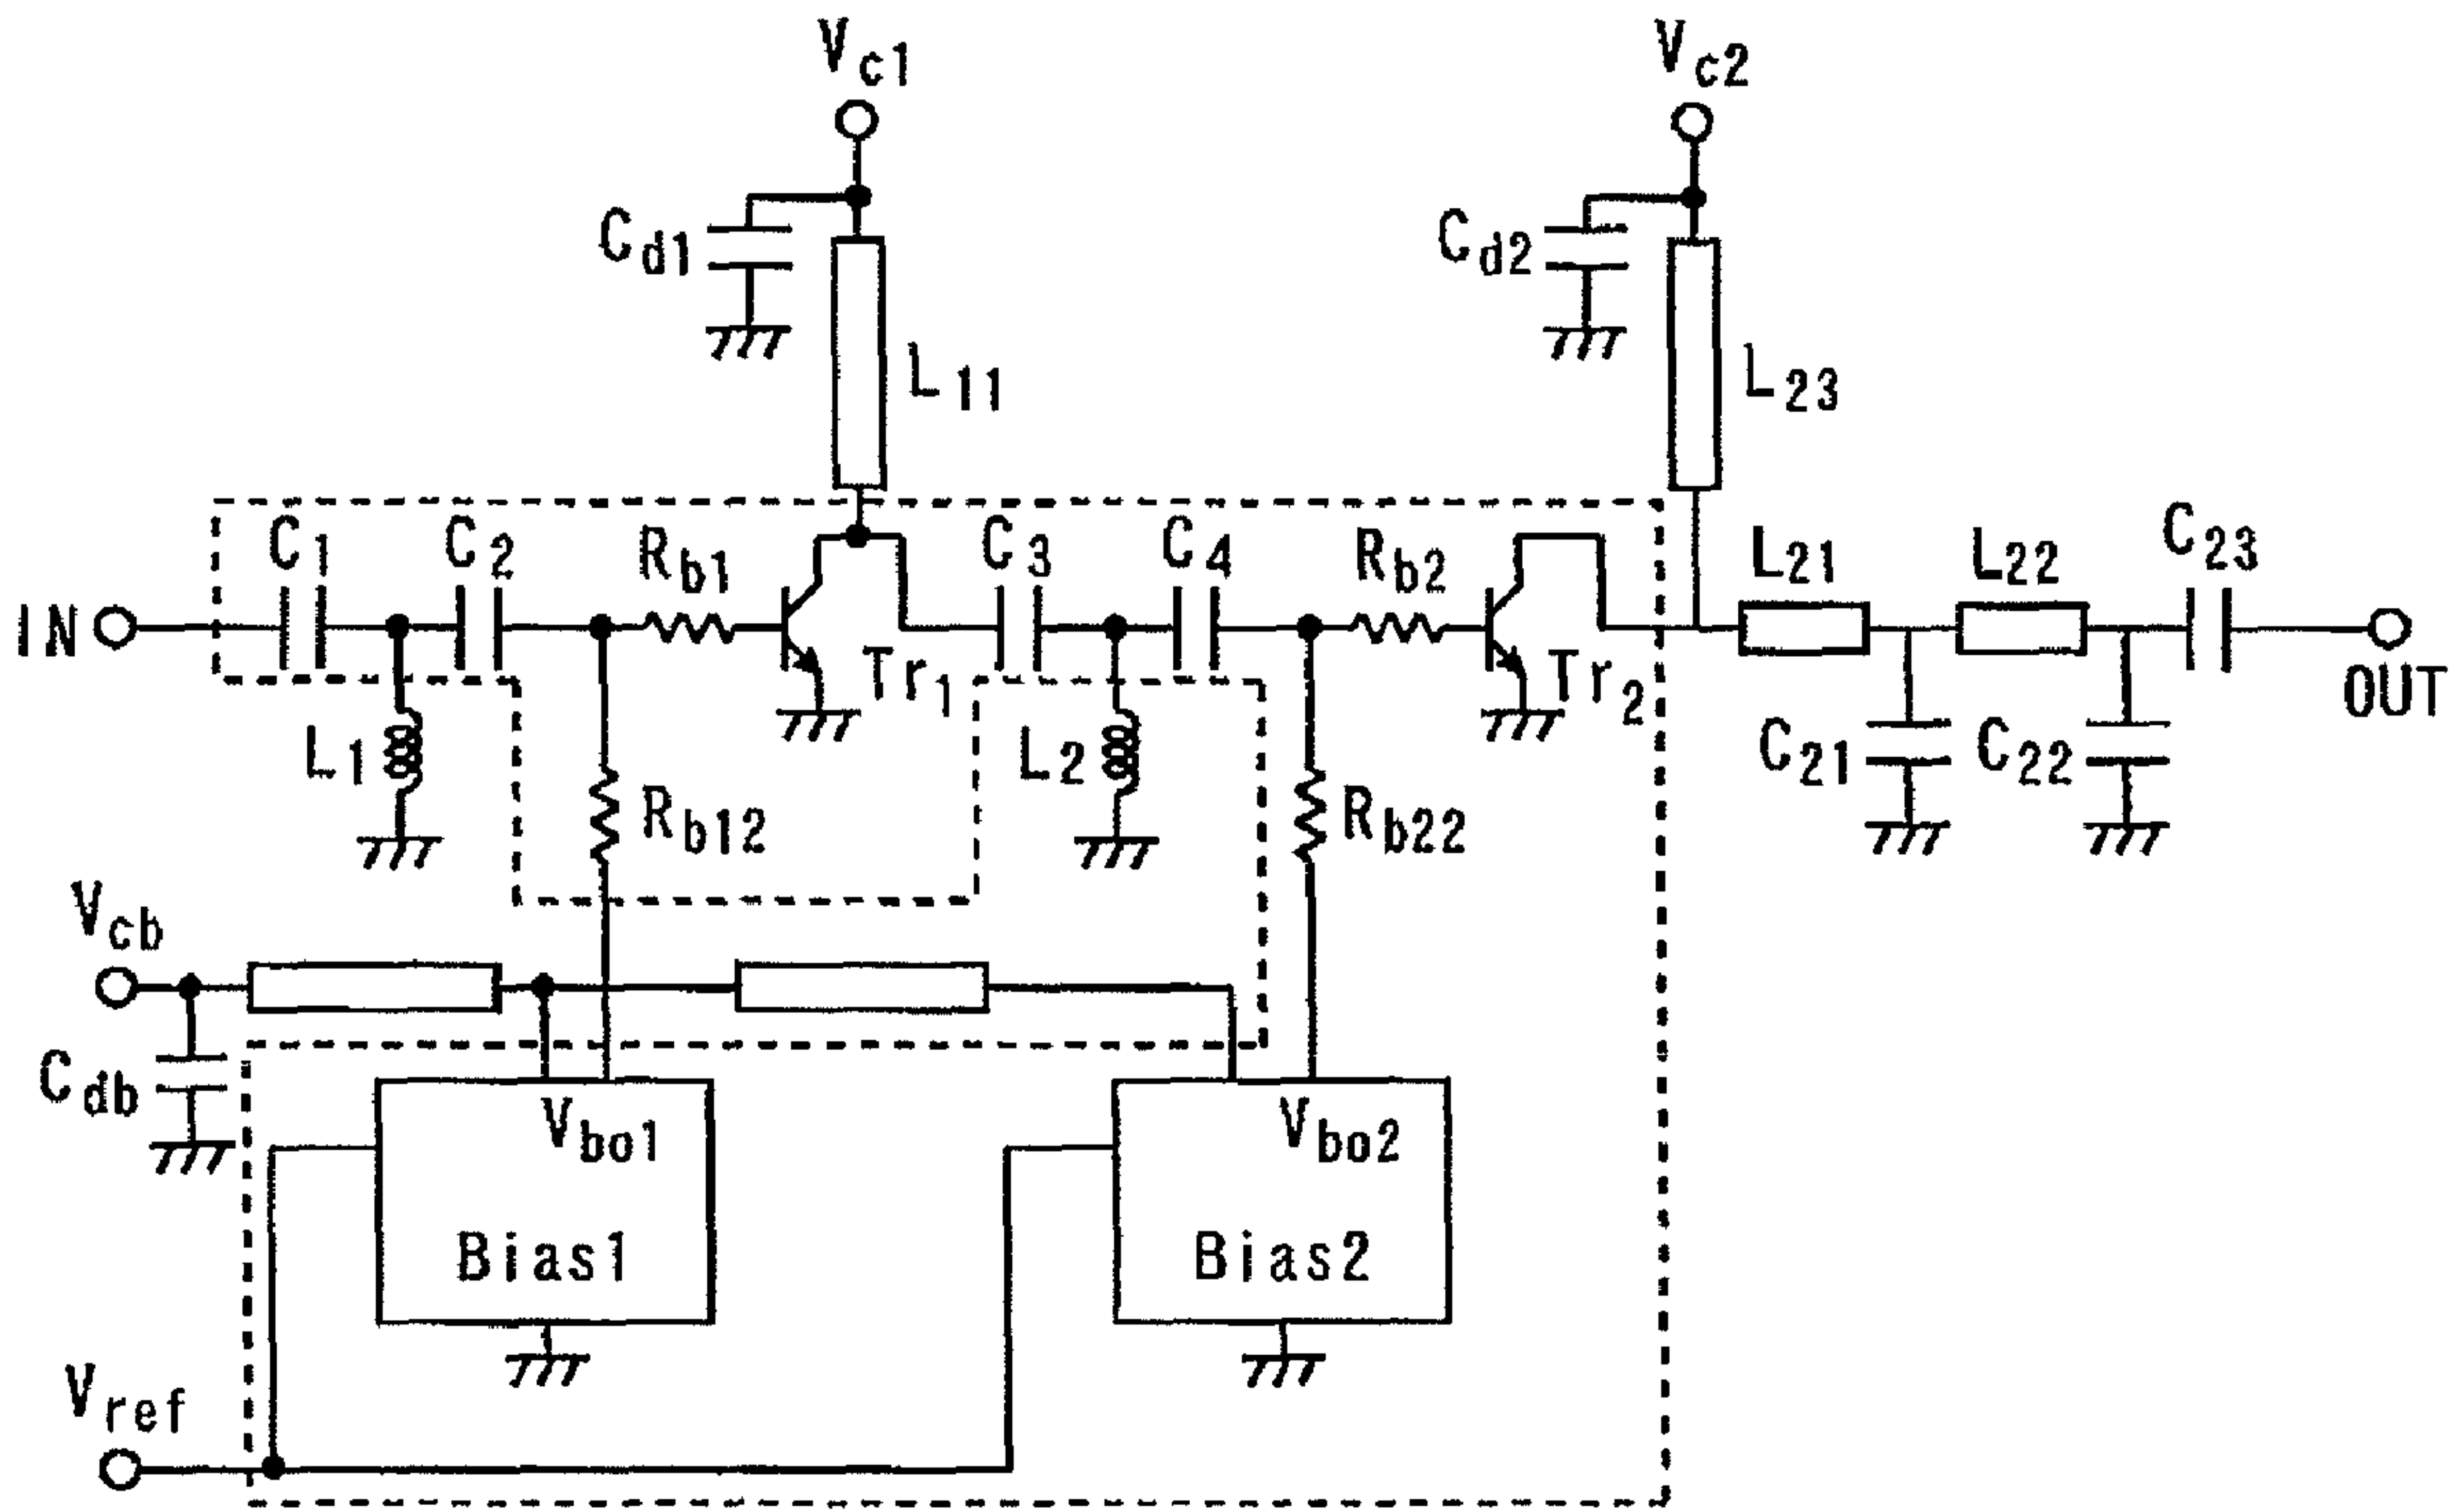 Vc1
Vc2
Cd1
Cd2
L11
L23
C1
C2
Rb1
C3
C4
Rb2
L21
L22
C23
IN
Tr1
Tr2
OUT
L1
L2
C21
C22
Rb12
Rb22
Vcb
Cdb
Vbo1
Vbo2
Bias1
Bias2
Vref